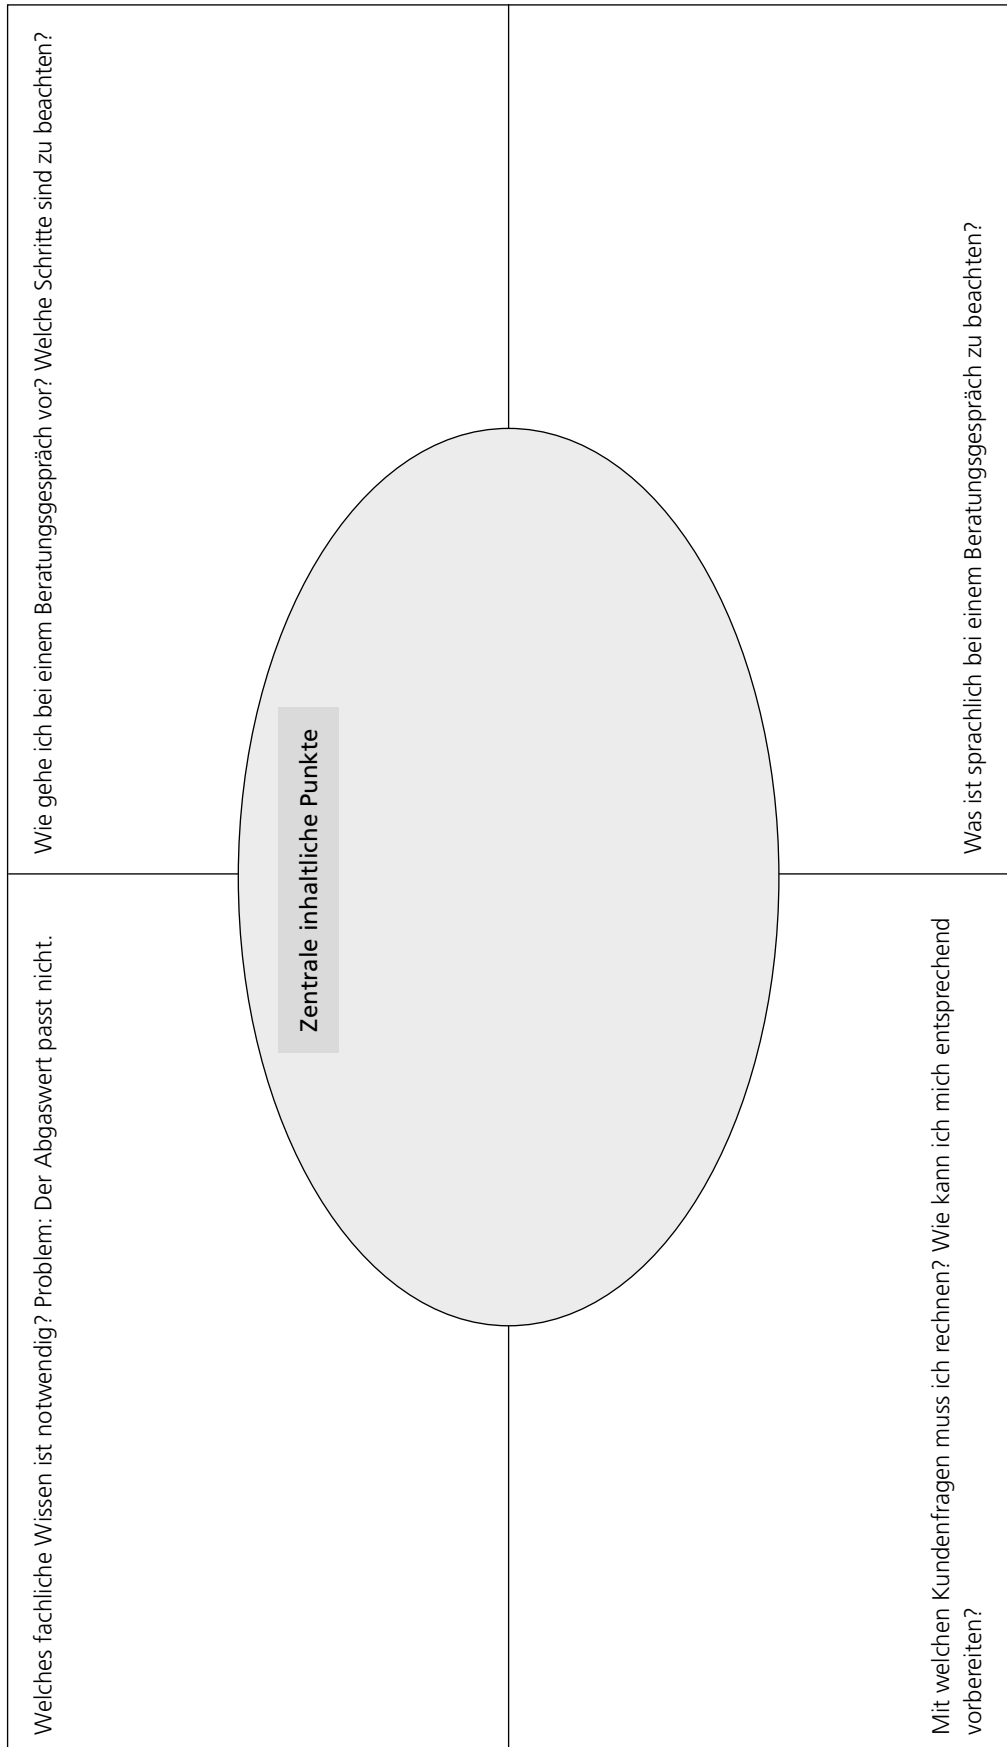 Welches fachliche Wissen ist notwendig? Problem: Der Abgaswert passt nicht.
Wie gehe ich bei einem Beratungsgespräch vor? Welche Schritte sind zu beachten?
Zentrale inhaltliche Punkte
Mit welchen Kundenfragen muss ich rechnen? Wie kann ich mich entsprechend
vorbereiten?
Was ist sprachlich bei einem Beratungsgespräch zu beachten?